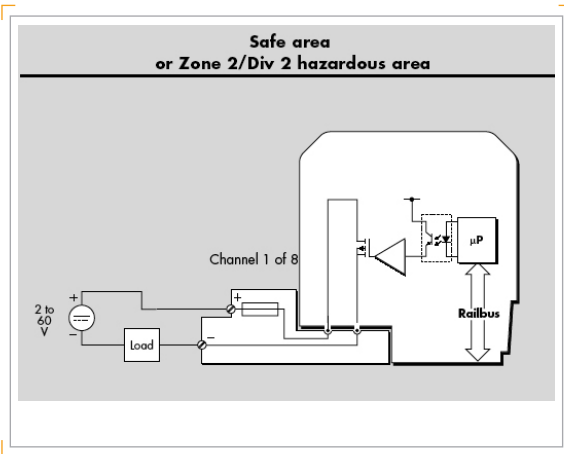 Safe area
or Zone 2/Div 2 hazardous area
Channel 1 of 8
µP
Railbus
+
2 to
60
V
−
Load
+
−